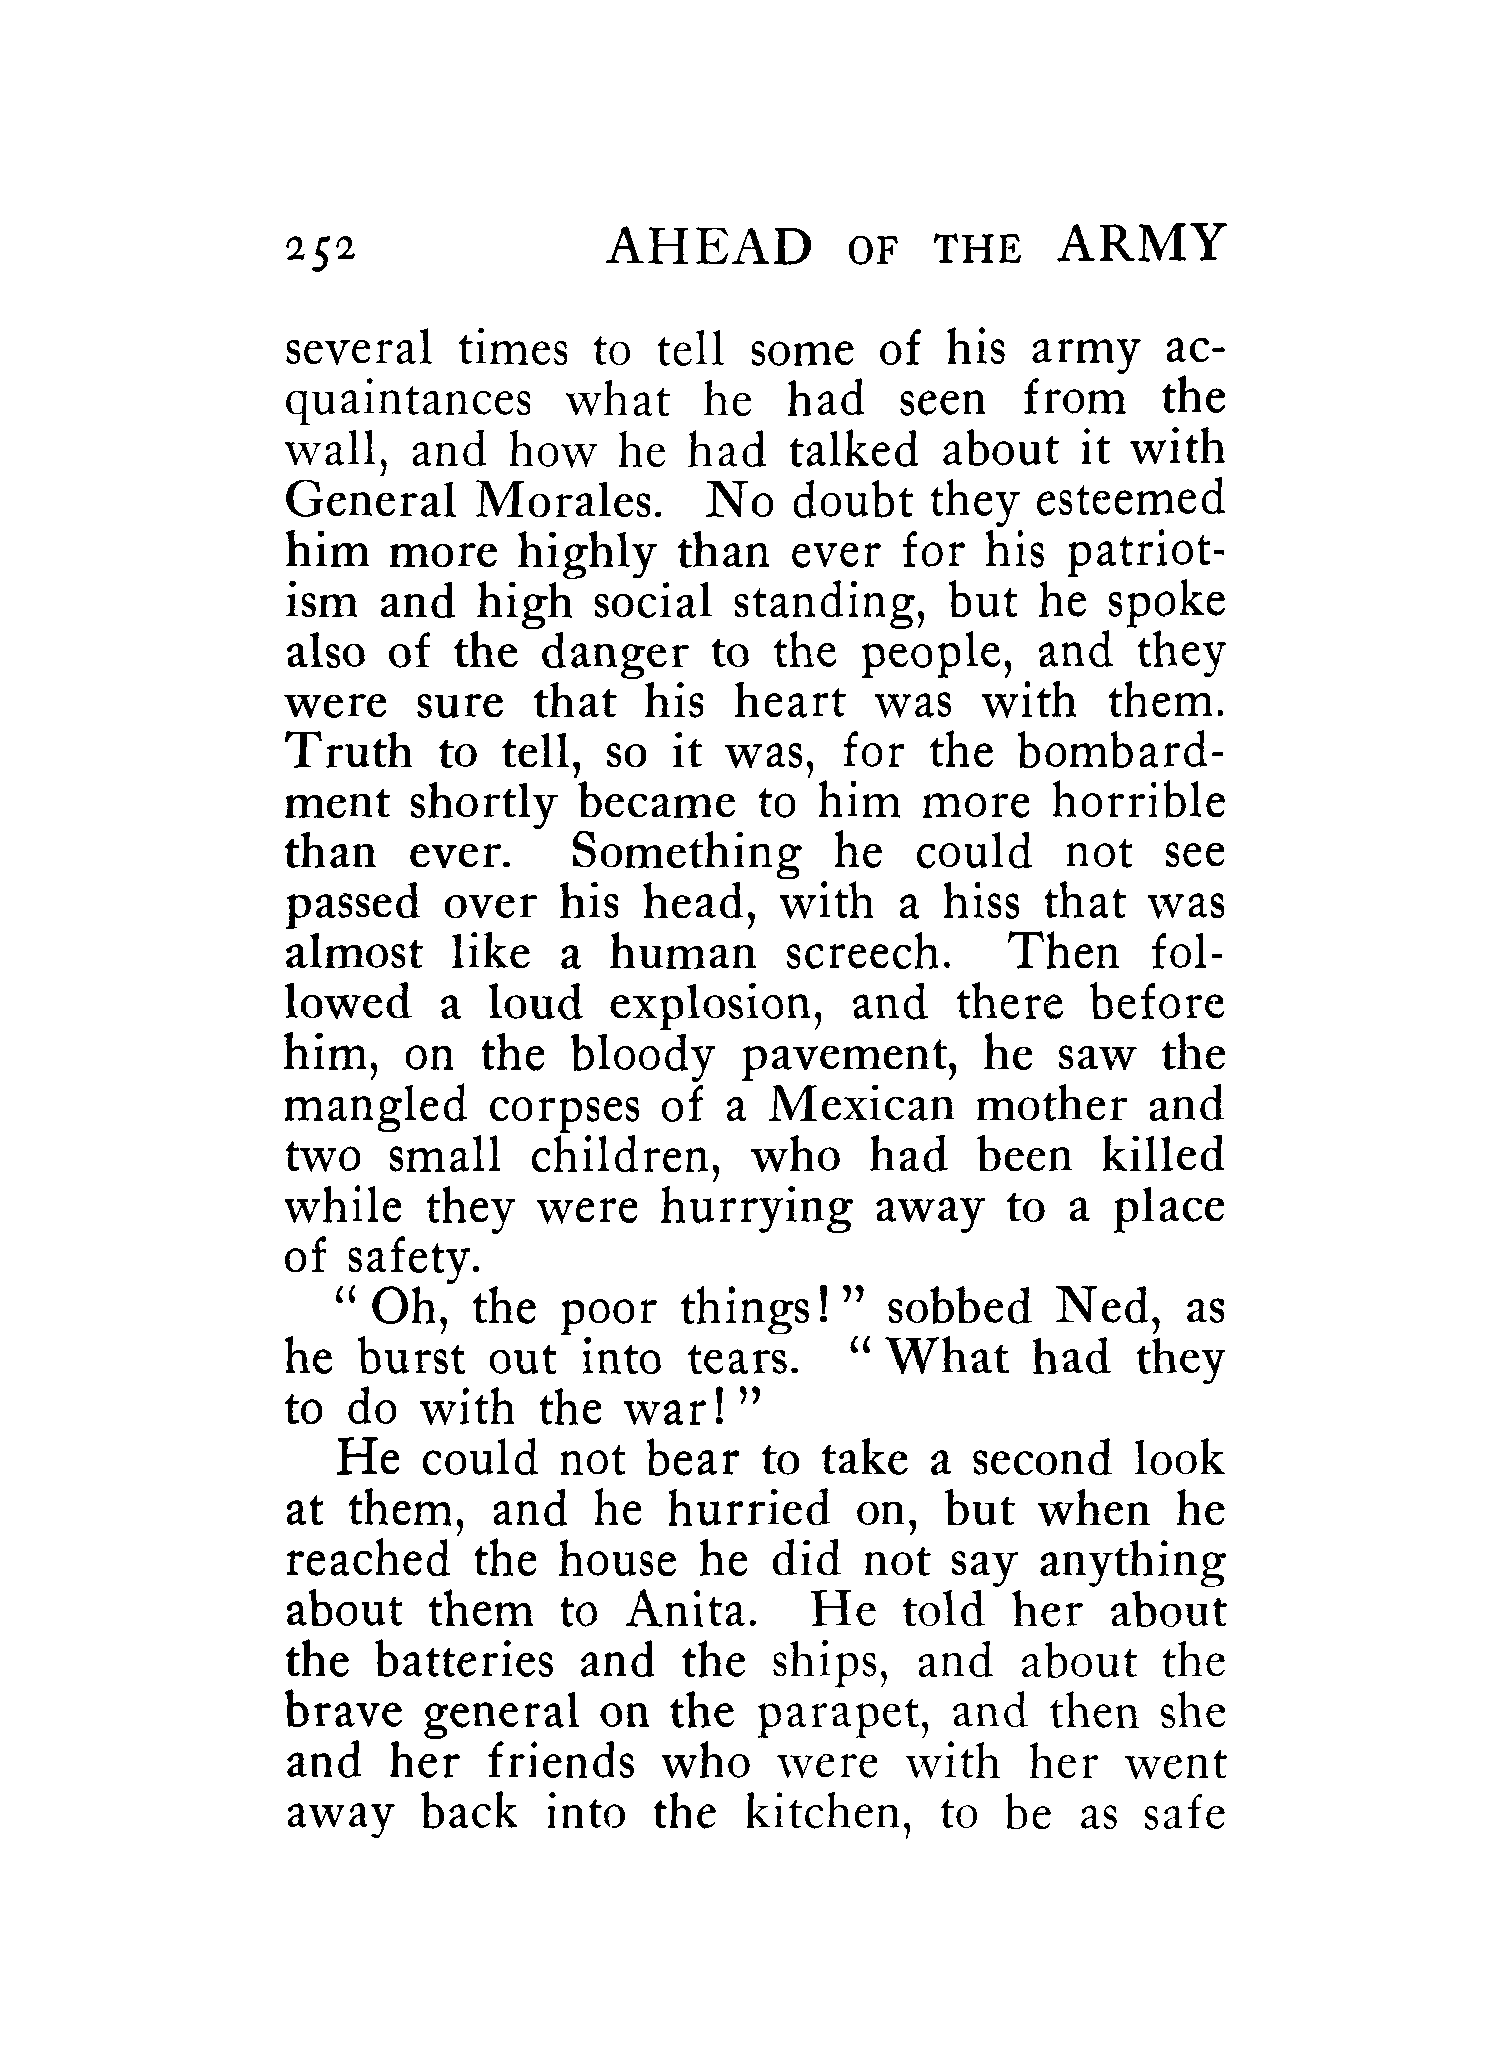 252 AHEAD OF THE ARMY
several times to tell some of his army ac-
quaintances what he had seen from the
wall, and how he had talked about it with
General Morales. No doubt they esteemed
him more highly than ever for his patriot-
ism and high social standing, but he spoke
also of the danger to the people, and they
were sure that his heart was with them.
Truth to tell, so it was, for the bombard-
ment shortly became to him more horrible
than ever. Something he could not see
passed over his head, with a hiss that was
almost like a human screech. Then fol-
lowed a loud explosion, and there before
him, on the bloody pavement, he saw the
mangled corpses of a Mexican mother and
two small children, who had been killed
while they were hurrying away to a place
of safety.
“ Oh, the poor things! ” sobbed Ned, as
he burst out into tears. “ What had they
to do with the war! ”
He could not bear to take a second look
at them, and he hurried on, but when he
reached the house he did not say anything
about them to Anita. He told her about
the batteries and the ships, and about the
brave general on the parapet, and then she
and her friends who were with her went
away back into the kitchen, to be as safe